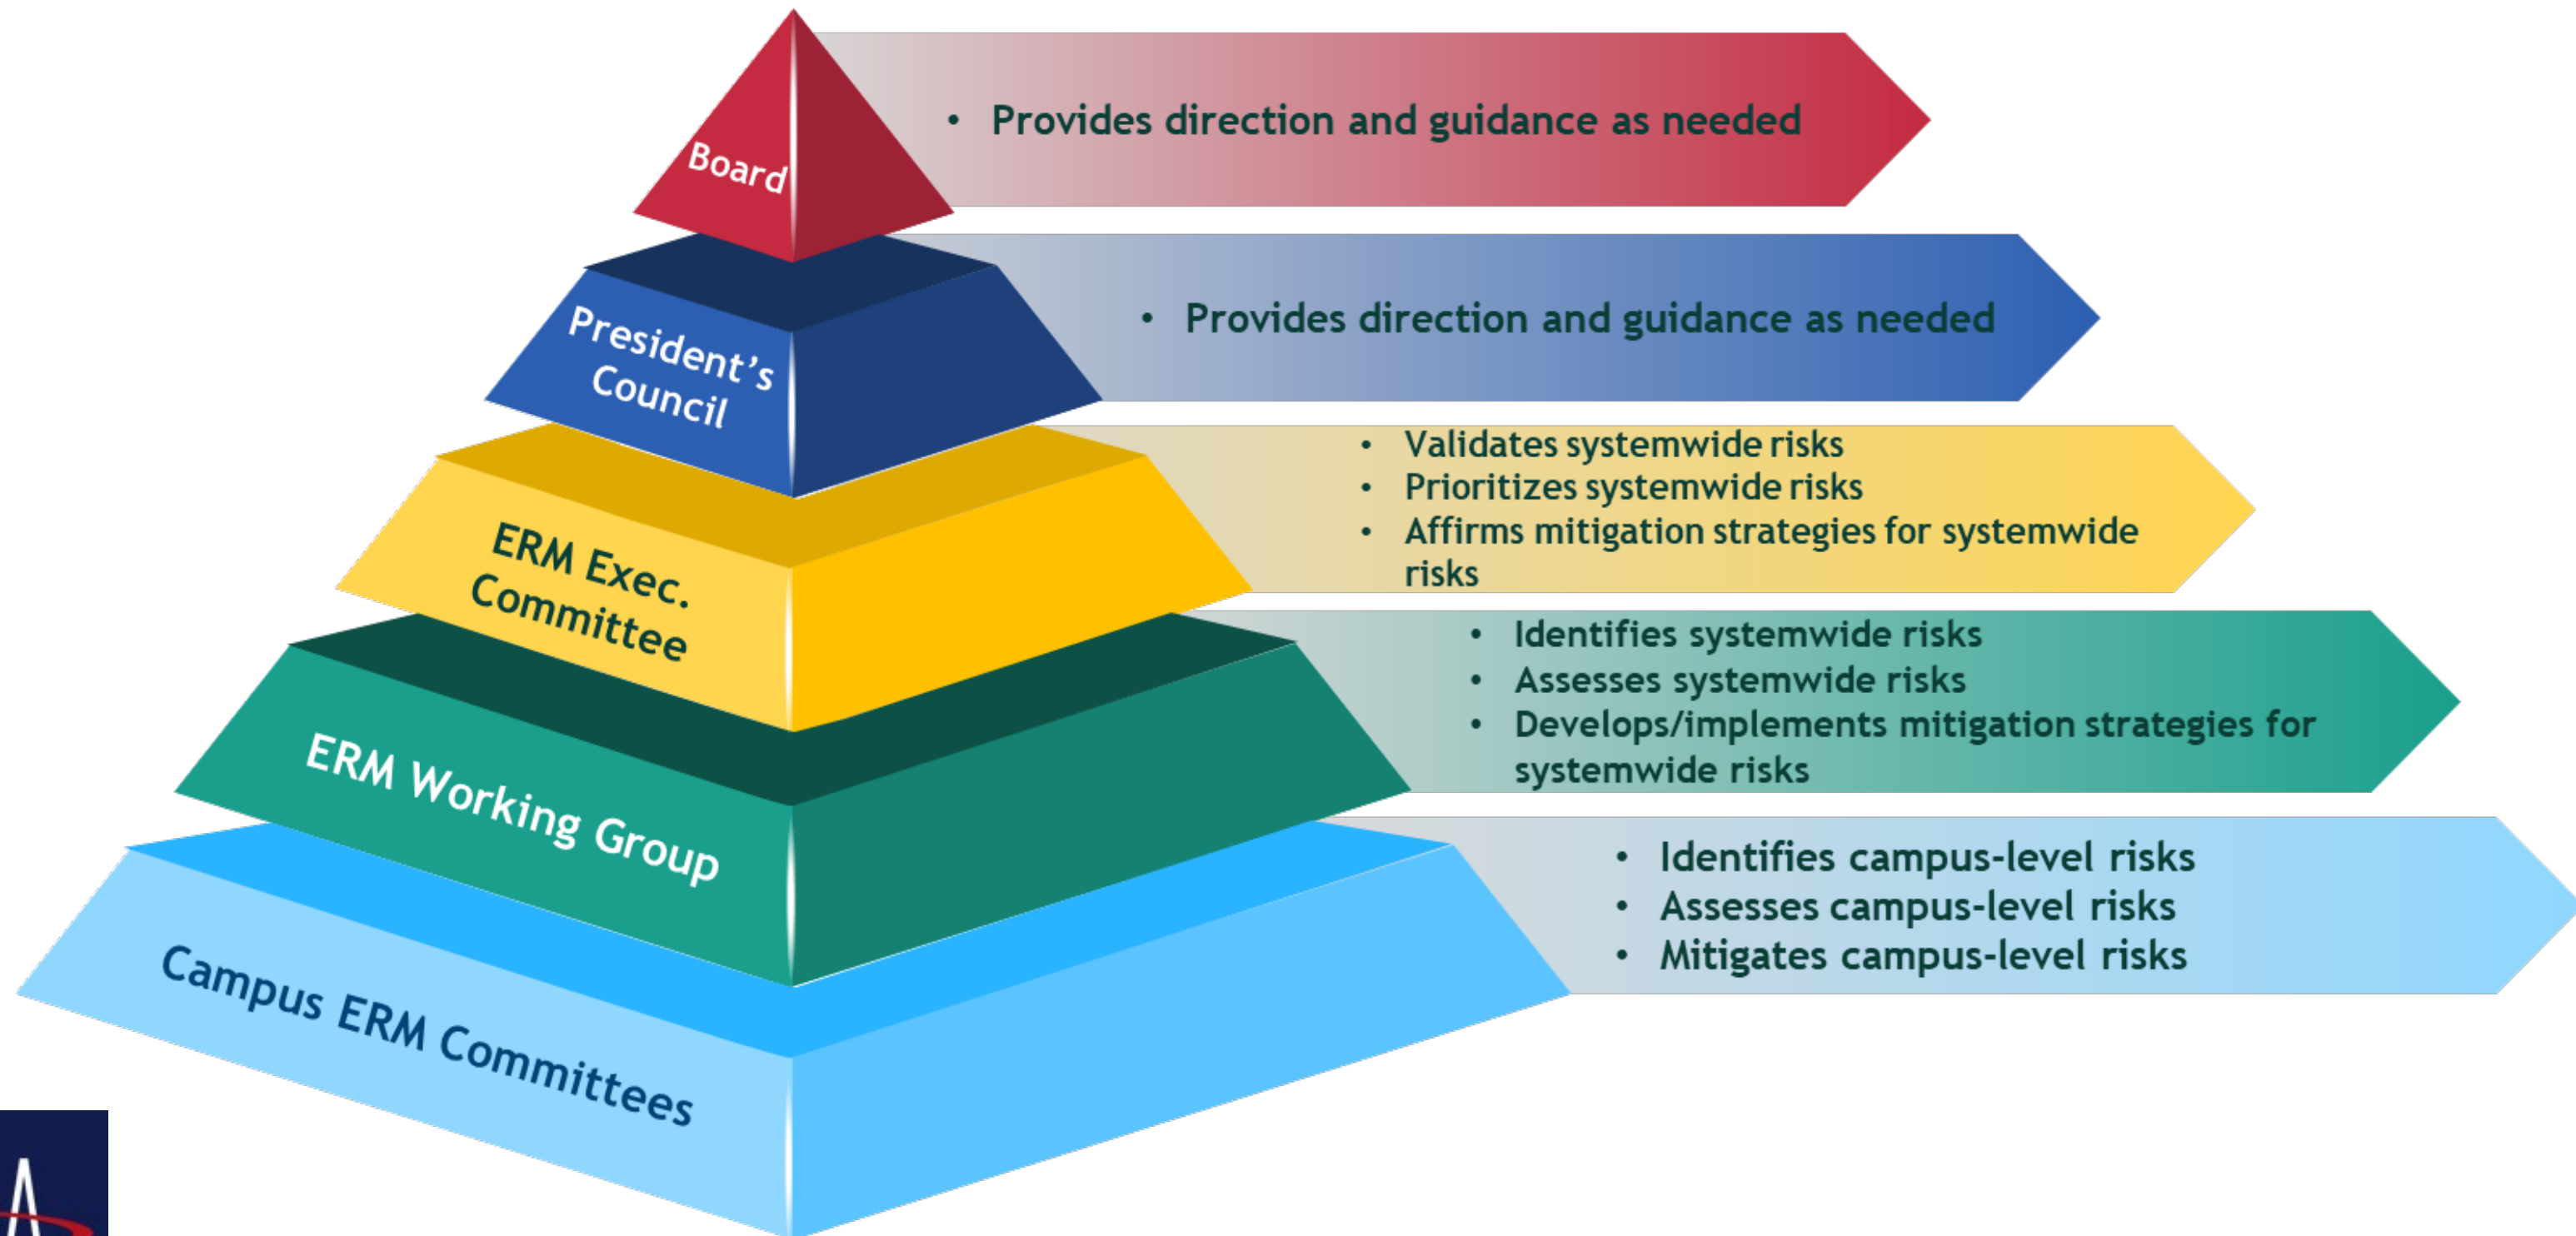 Board
• Provides direction and guidance as needed
President's
Council
• Provides direction and guidance as needed
ERM Exec.
Committee
• Validates systemwide risks
• Prioritizes systemwide risks
• Affirms mitigation strategies for systemwide
risks
ERM Working Group
• Identifies systemwide risks
• Assesses systemwide risks
• Develops/implements mitigation strategies for
systemwide risks
Campus ERM Committees
• Identifies campus-level risks
• Assesses campus-level risks
• Mitigates campus-level risks